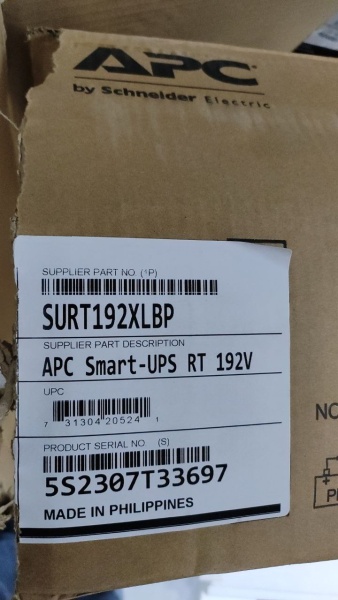 APC
by Schneider Electric
SUPPLIER PART NO. (1P)
SURT192XLBP
SUPPLIER PART DESCRIPTION
APC Smart-UPS RT 192V
UPC
7 31304 20524 1
PRODUCT SERIAL NO. (S)
5S2307T33697
MADE IN PHILIPPINES
NO